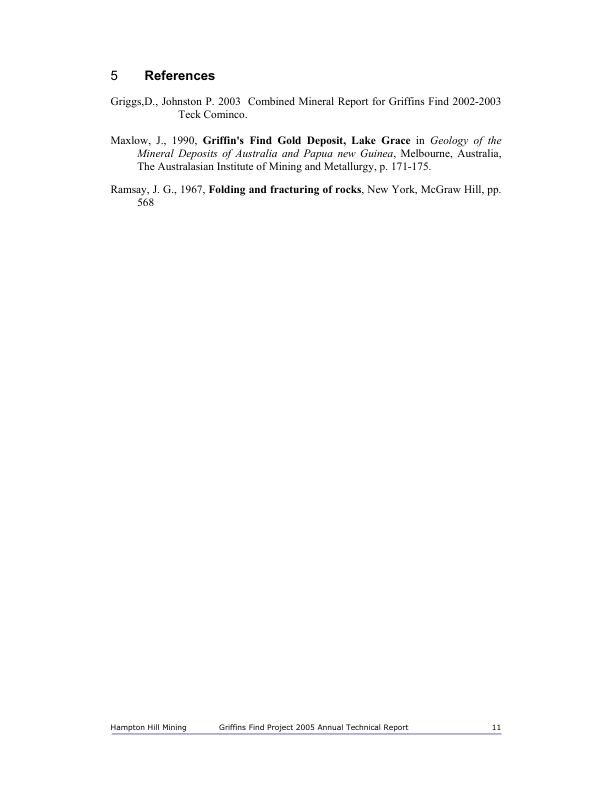 5 References
Griggs,D., Johnston P. 2003  Combined Mineral Report for Griffins Find 2002-2003
Teck Cominco.
Maxlow, J., 1990, Griffin's Find Gold Deposit, Lake Grace in Geology of the
Mineral Deposits of Australia and Papua new Guinea, Melbourne, Australia,
The Australasian Institute of Mining and Metallurgy, p. 171-175.
Ramsay, J. G., 1967, Folding and fracturing of rocks, New York, McGraw Hill, pp.
568
Hampton Hill Mining Griffins Find Project 2005 Annual Technical Report 11